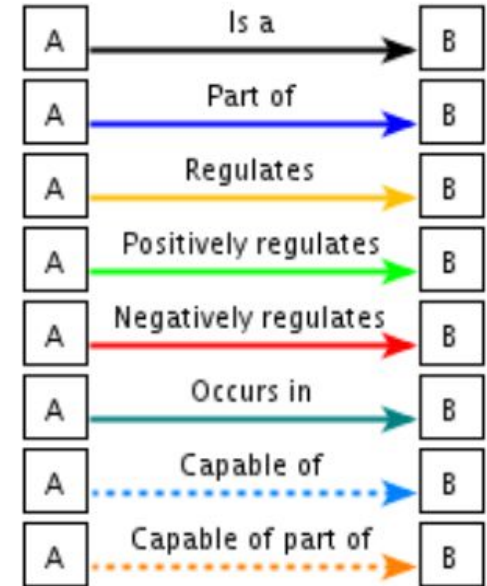 A Is a B
A Part of B
A Regulates B
A Positively regulates B
A Negatively regulates B
A Occurs in B
A Capable of B
A Capable of part of B